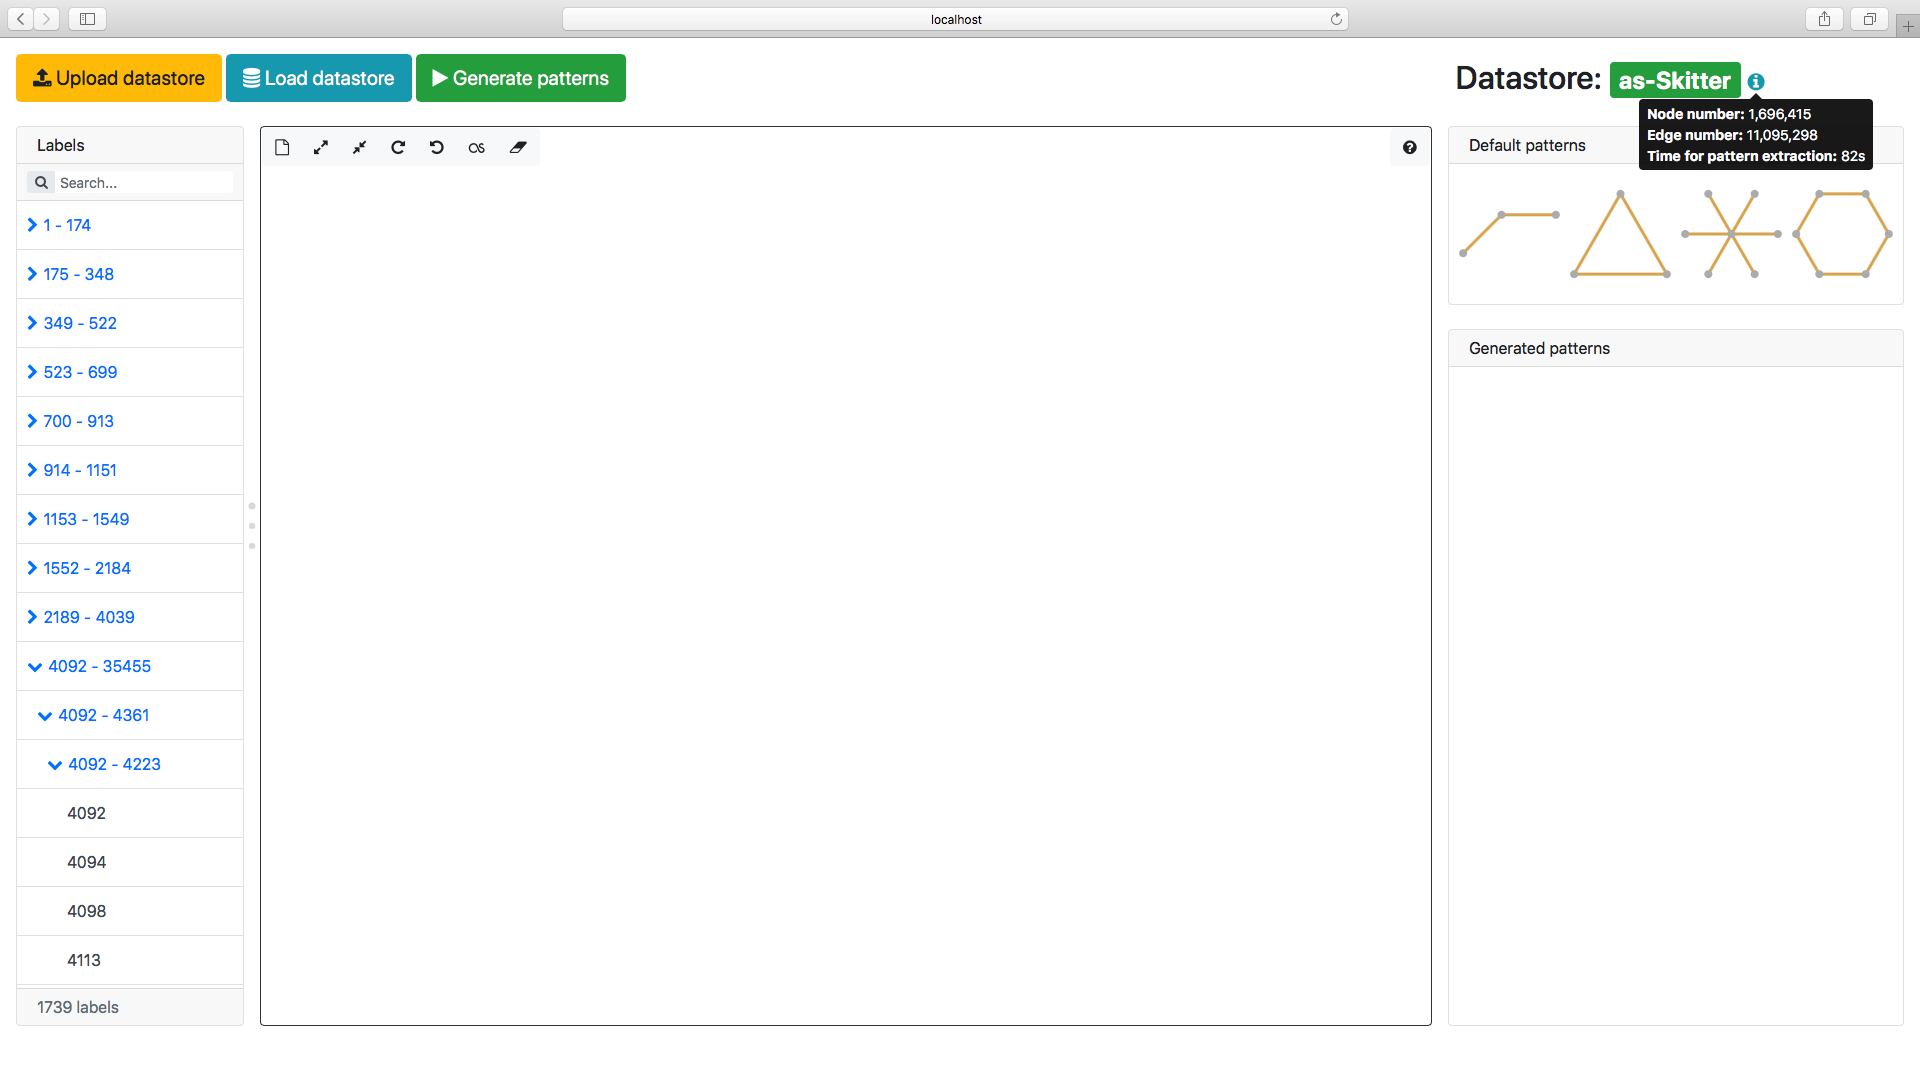 localhost
Upload datastore
Load datastore
Generate patterns
Datastore: as-Skitter
Node number: 1,696,415
Edge number: 11,095,298
Time for pattern extraction: 82s
Labels
Search...
1 - 174
175 - 348
349 - 522
523 - 699
700 - 913
914 - 1151
1153 - 1549
1552 - 2184
2189 - 4039
4092 - 35455
4092 - 4361
4092 - 4223
4092
4094
4098
4113
1739 labels
Default patterns
Generated patterns